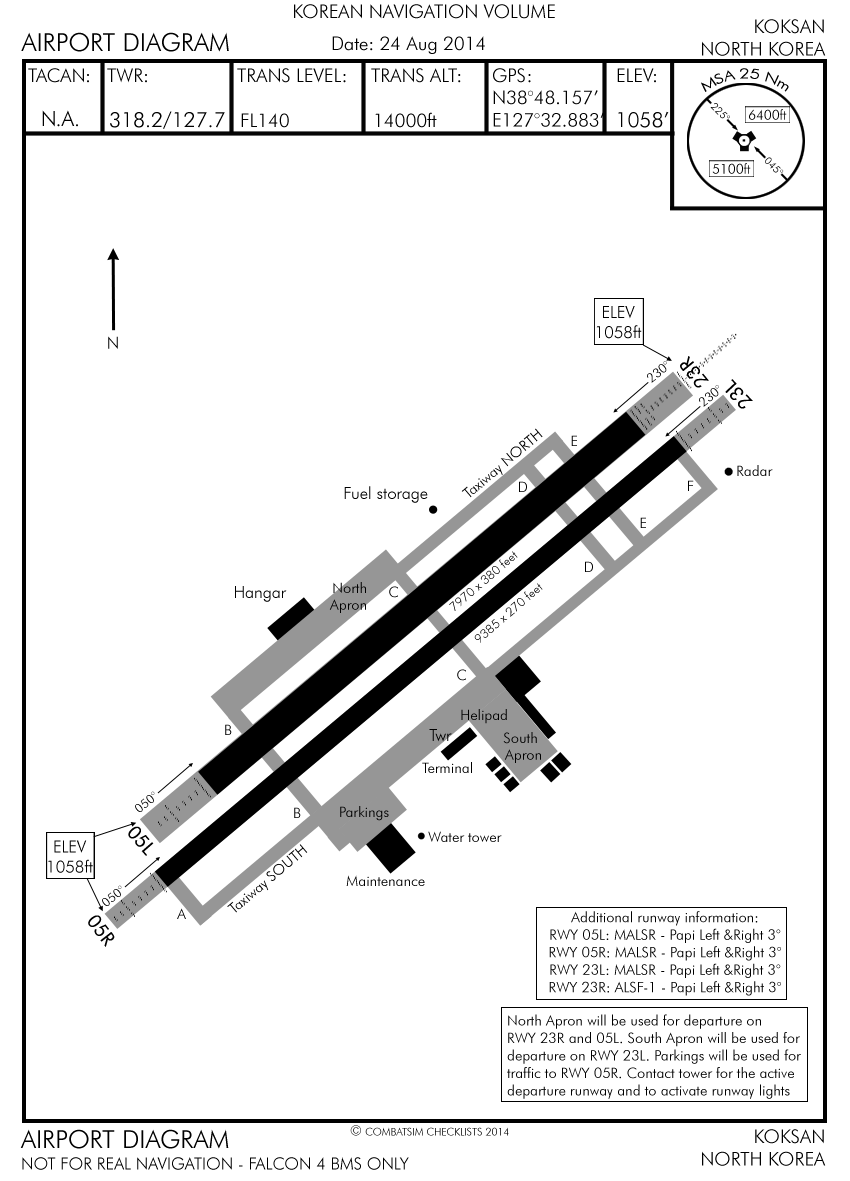 KOREAN NAVIGATION VOLUME
AIRPORT DIAGRAM
Date: 24 Aug 2014
KOKSAN
NORTH KOREA
TACAN:
N.A.
TWR:
318.2/127.7
TRANS LEVEL:
FL140
TRANS ALT:
14000ft
GPS:
N38°48.157’
E127°32.883’
ELEV:
1058’
MSA 25 Nm
225°
6400ft
5100ft
045°
N
ELEV
1058ft
230°
23R
230°
23L
Taxiway NORTH
E
D
Radar
F
Fuel storage
E
D
7970 x 380 feet
9385 x 270 feet
Hangar
North
Apron
C
C
Helipad
B
Twr
South
Apron
Terminal
050°
05L
B
Parkings
Water tower
ELEV
1058ft
Maintenance
050°
05R
A
Taxiway SOUTH
Additional runway information:
RWY 05L: MALSR - Papi Left &Right 3°
RWY 05R: MALSR - Papi Left &Right 3°
RWY 23L: MALSR - Papi Left &Right 3°
RWY 23R: ALSF-1 - Papi Left &Right 3°
North Apron will be used for departure on
RWY 23R and 05L. South Apron will be used for
departure on RWY 23L. Parkings will be used for
traffic to RWY 05R. Contact tower for the active
departure runway and to activate runway lights
© COMBATSIM CHECKLISTS 2014
AIRPORT DIAGRAM
NOT FOR REAL NAVIGATION - FALCON 4 BMS ONLY
KOKSAN
NORTH KOREA